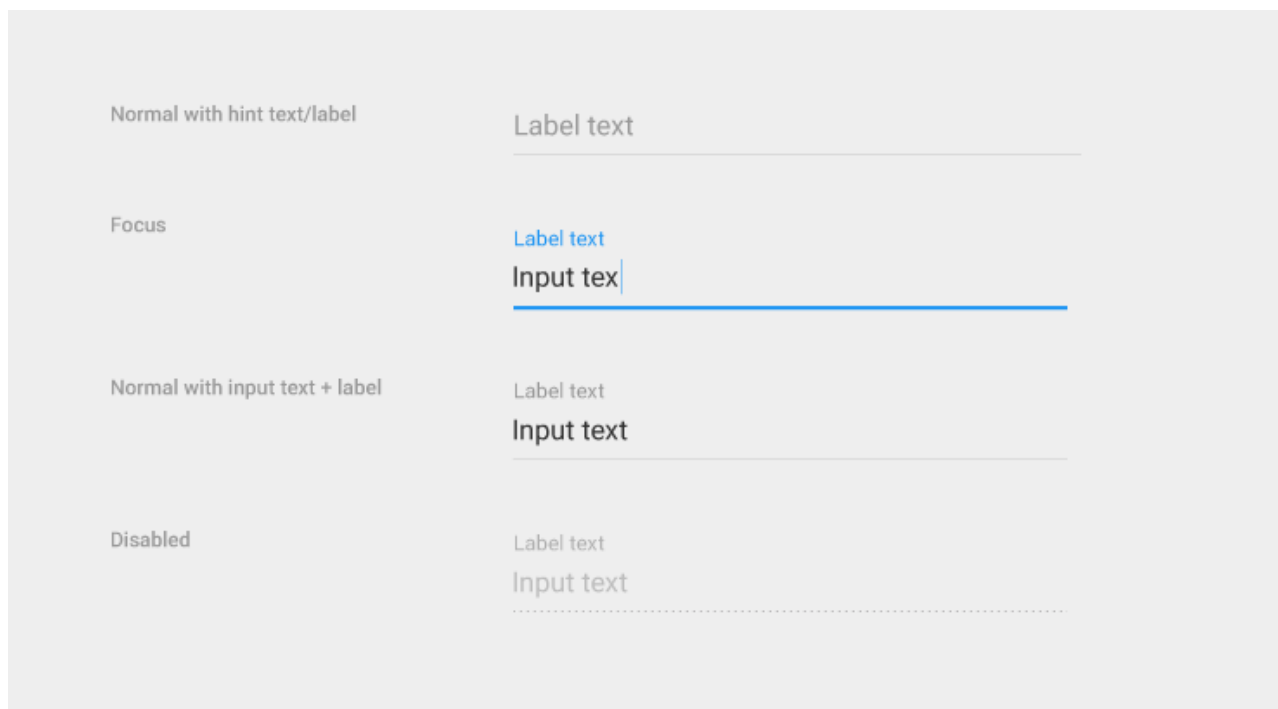 Normal with hint text/label
Label text
Focus
Label text
Input tex
Normal with input text + label
Label text
Input text
Disabled
Label text
Input text